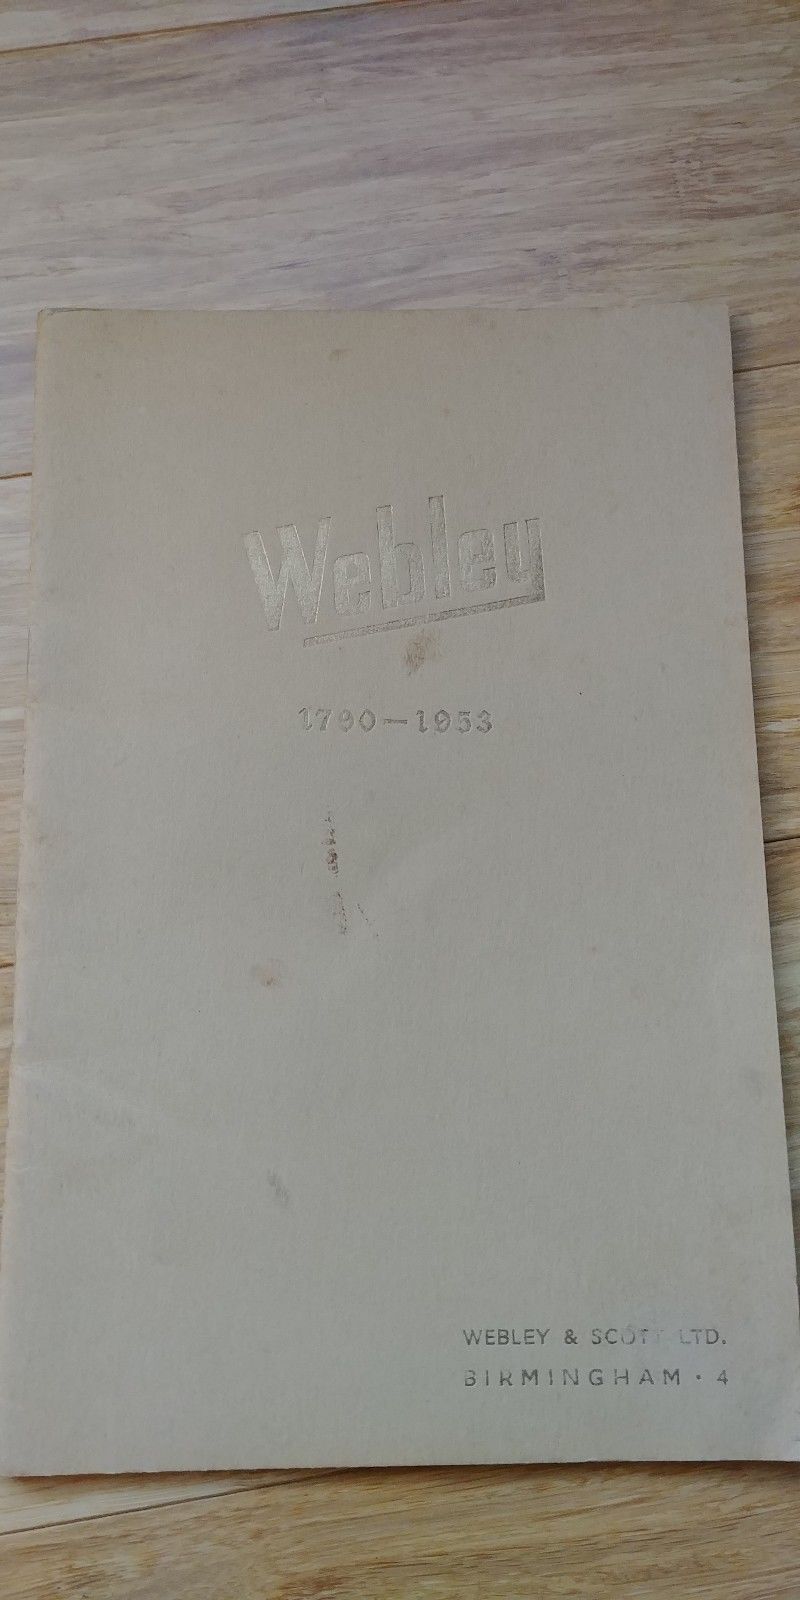 Webley
1790—1953
WEBLEY & SCOTT LTD.
BIRMINGHAM · 4